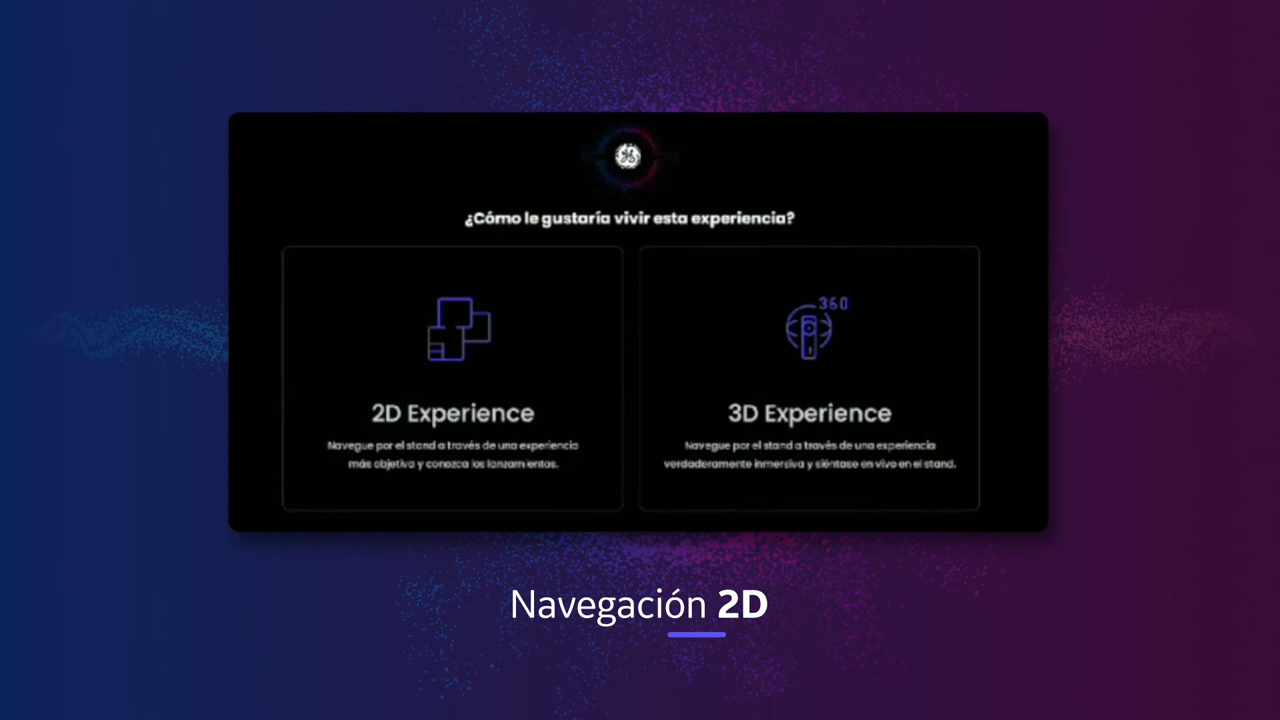 ¿Cómo le gustaría vivir esta experiencia?
360
2D Experience
Navegue por el stand a través de una experiencia
más objetiva y conozca los lanzamientos.
3D Experience
Navegue por el stand a través de una experiencia
verdaderamente inmersiva y siéntase en vivo en el stand.
Navegación 2D